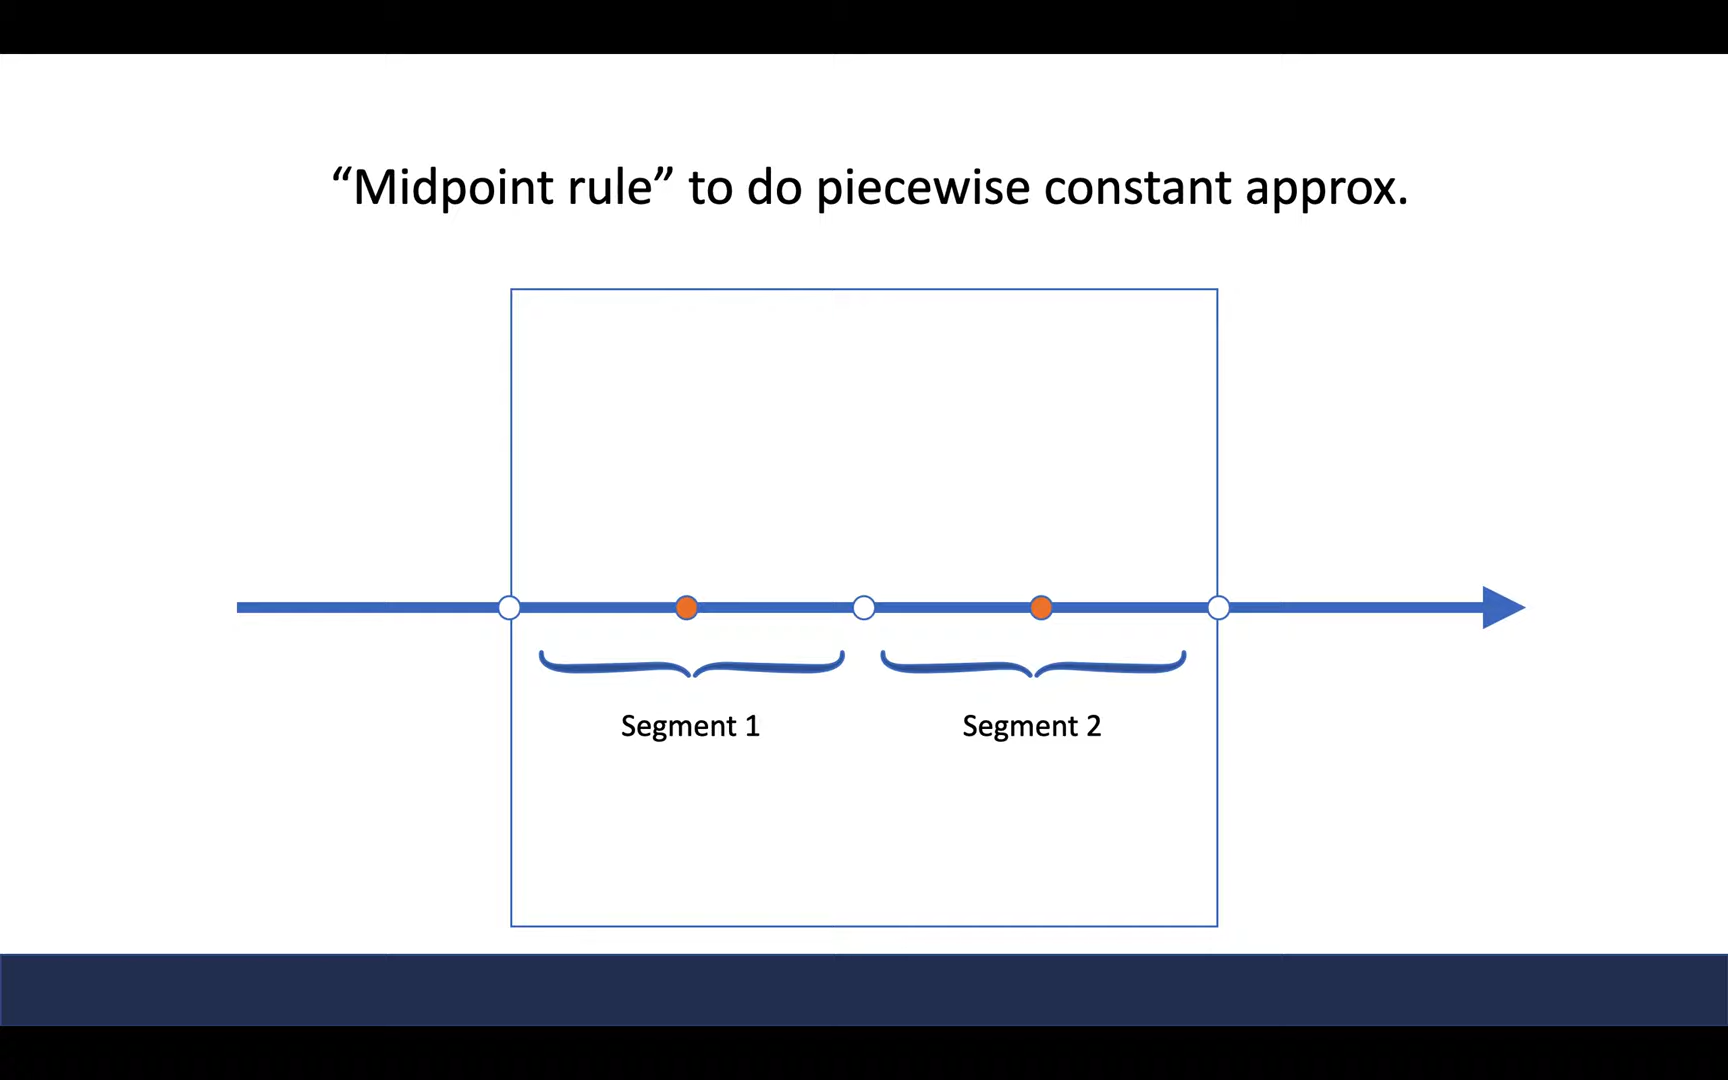 “Midpoint rule” to do piecewise constant approx.
Segment 1
Segment 2